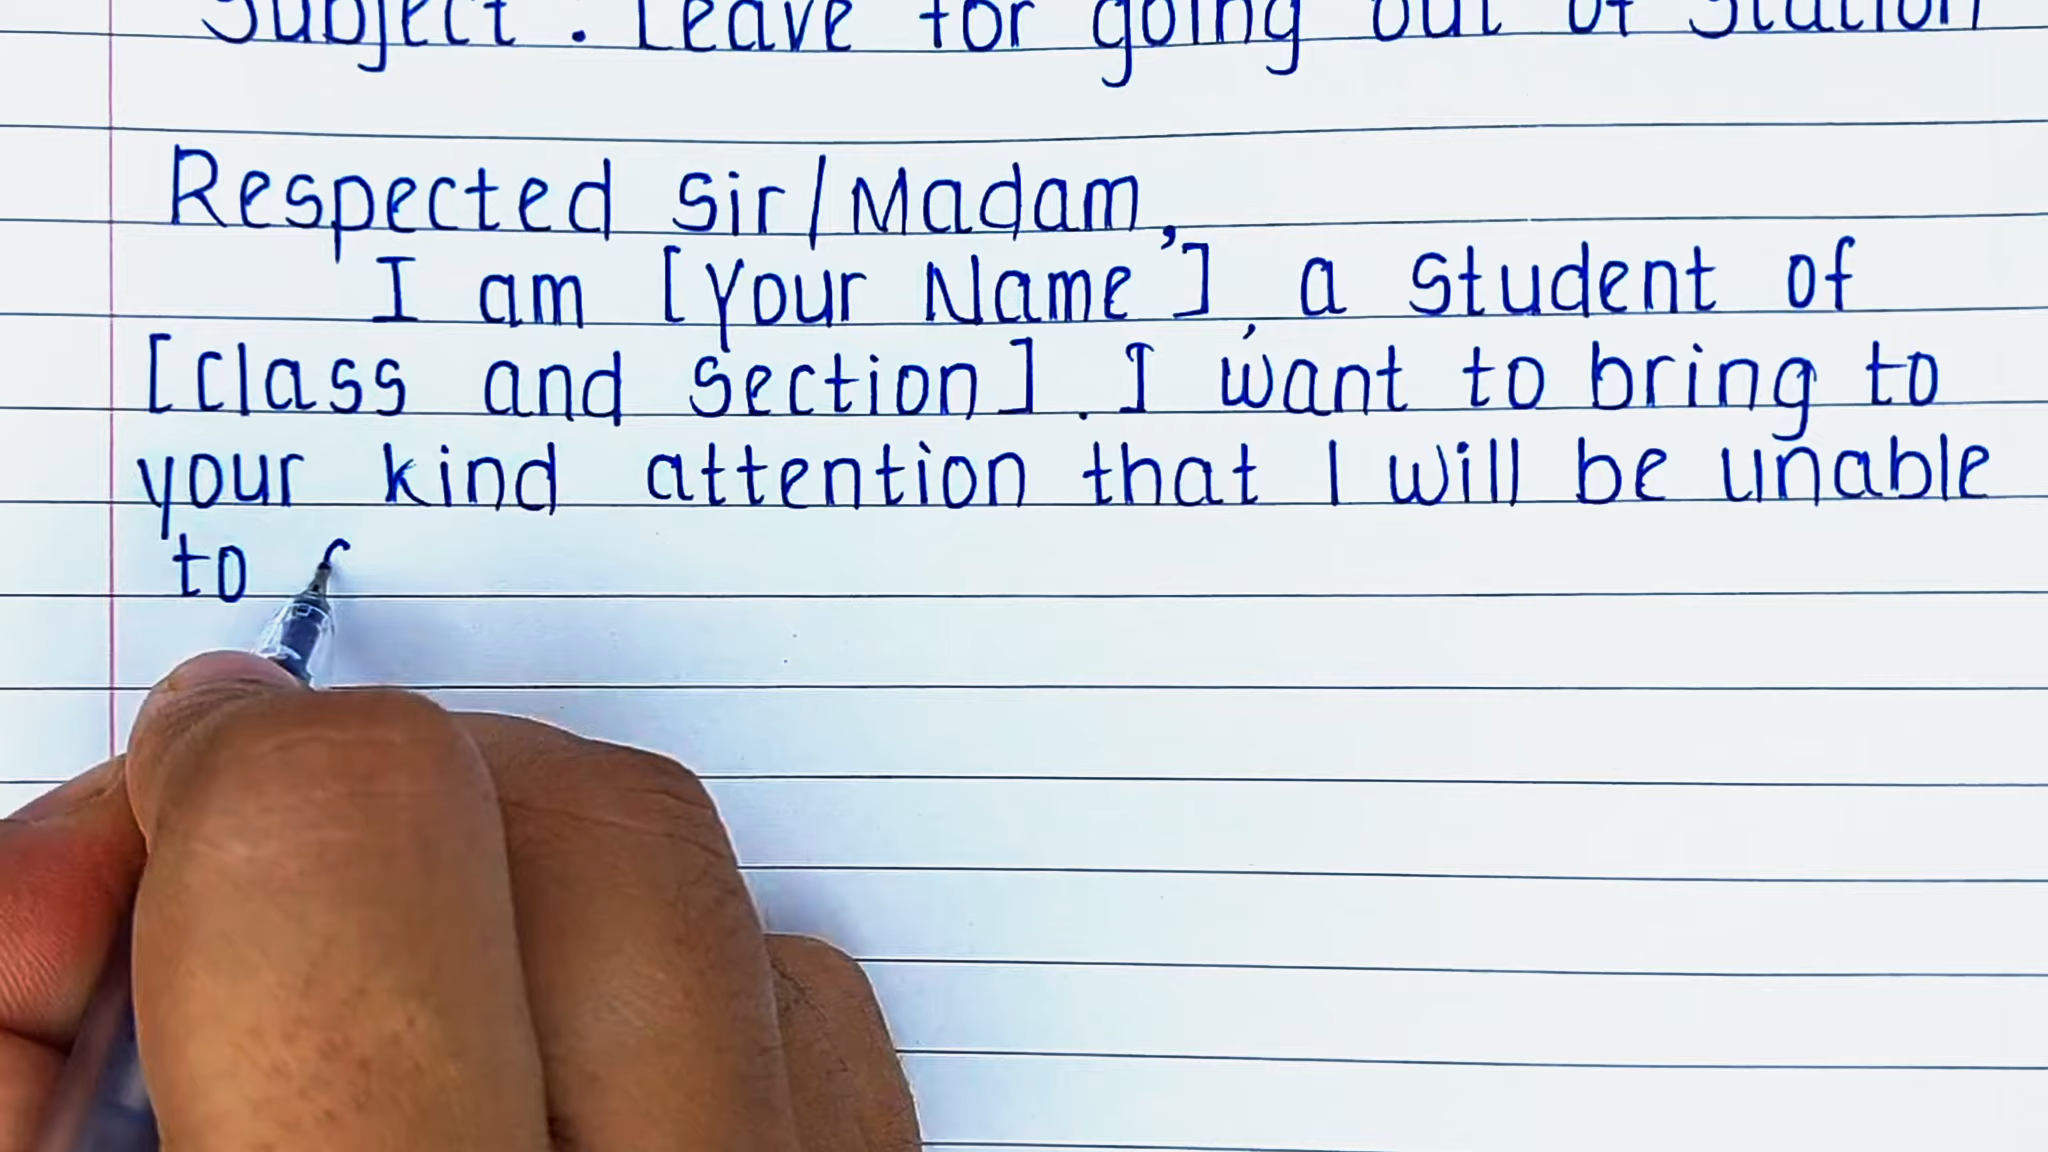 Subject : Leave for going out of station
Respected Sir/Madam,
I am [Your Name], a student of
[class and section]. I want to bring to
your kind attention that I will be unable
to